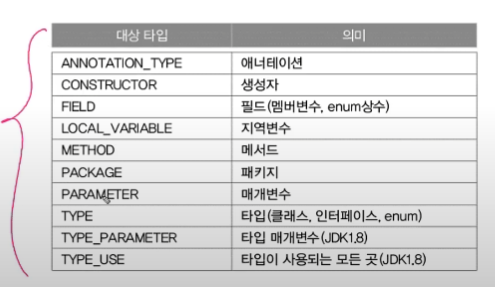 대상 타입 의미
ANNOTATION_TYPE 애너테이션
CONSTRUCTOR 생성자
FIELD 필드(멤버변수, enum상수)
LOCAL_VARIABLE 지역변수
METHOD 메서드
PACKAGE 패키지
PARAMETER 매개변수
TYPE 타입(클래스, 인터페이스, enum)
TYPE_PARAMETER 타입 매개변수(JDK1.8)
TYPE_USE 타입이 사용되는 모든 곳(JDK1.8)